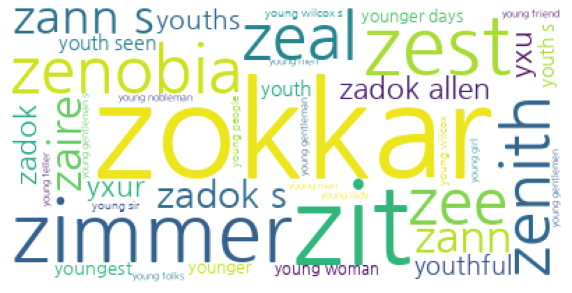 zann s
youths
zeal
younger days
young wilcox s
young friend
youth seen
young men
zest
yxu
youth s
zenobia
young nobleman
youth
zadok allen
zokkar
zadok
zaire
young gentleman s
young people
young gentleman
young wilcox
young girl
zenith
young gentlemen
young feller
yxur
zadok s
young man
young lady
zee
young sir
zimmer
zit
zann
youngest
younger
young woman
youthful
young folks